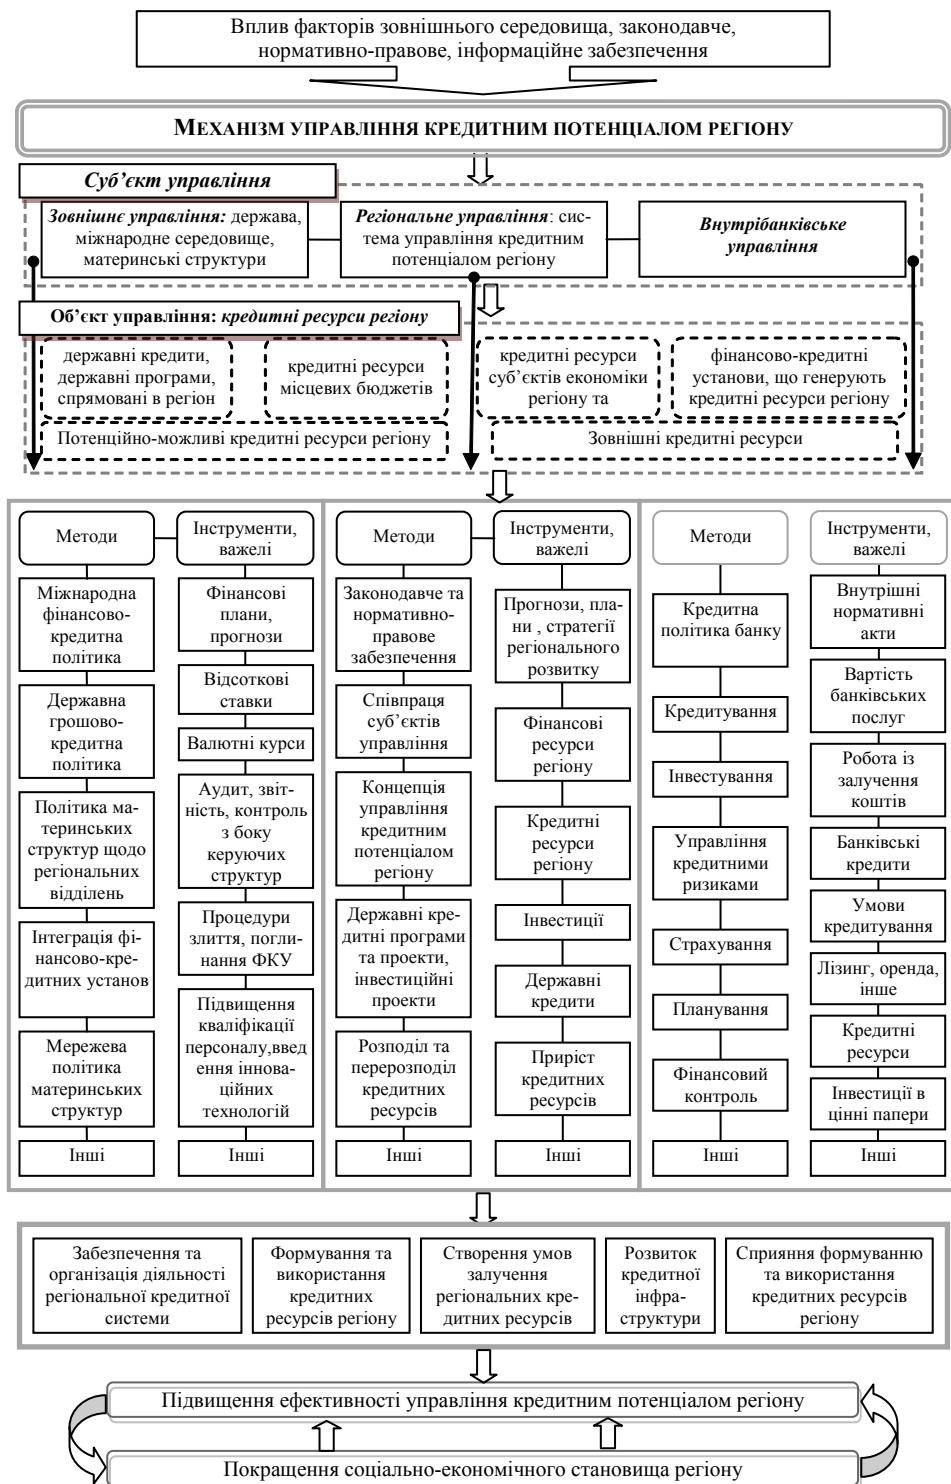 Вплив факторів зовнішнього середовища, законодавче,
нормативно-правове, інформаційне забезпечення
МЕХАНІЗМ УПРАВЛІННЯ КРЕДИТНИМ ПОТЕНЦІАЛОМ РЕГІОНУ
Суб’єкт управління
Зовнішнє управління: держава,
міжнародне середовище,
материнські структури
Регіональне управління: сис-
тема управління кредитним
потенціалом регіону
Внутрібанківське
управління
Об’єкт управління: кредитні ресурси регіону
державні кредити,
державні програми,
спрямовані в регіон
кредитні ресурси
місцевих бюджетів
кредитні ресурси
суб’єктів економіки
регіону та
фінансово-кредитні
установи, що генерують
кредитні ресурси регіону
Потенційно-можливі кредитні ресурси регіону
Зовнішні кредитні ресурси
Методи
Інструменти,
важелі
Міжнародна
фінансово-
кредитна
політика
Державна
грошово-
кредитна
політика
Політика ма-
теринських
структур щодо
регіональних
відділень
Інтеграція фі-
нансово-кре-
дитних установ
Мережева
політика
материнських
структур
Інші
Фінансові
плани,
прогнози
Відсоткові
ставки
Валютні курси
Аудит, звіт-
ність, контроль
з боку
керуючих
структур
Процедури
злиття, погли-
нання ФКУ
Підвищення
кваліфікації
персоналу,введ
ення іннова-
ційних
технологій
Інші
Методи
Інструменти,
важелі
Законодавче та
нормативно-
правове
забезпечення
Співпраця
суб’єктів
управління
Концепція
управління
кредитним
потенціалом
регіону
Державні кре-
дитні програми
та проекти,
інвестиційні
проекти
Розподіл та
перерозподіл
кредитних
ресурсів
Інші
Прогнози, пла-
ни , стратегії
регіонального
розвитку
Фінансові
ресурси
регіону
Кредитні
ресурси
регіону
Інвестиції
Державні
кредити
Приріст
кредитних
ресурсів
Інші
Методи
Інструменти,
важелі
Кредитна
політика банку
Кредитування
Інвестування
Управління
кредитними
ризиками
Страхування
Планування
Фінансовий
контроль
Інші
Внутрішні
нормативні
акти
Вартість
банківських
послуг
Робота із
залучення
коштів
Банківські
кредити
Умови
кредитування
Лізинг, оренда,
інше
Кредитні
ресурси
Інвестиції в
цінні папери
Інші
Забезпечення та
організація діяльності
регіональної кредитної
системи
Формування та
використання
кредитних
ресурсів регіону
Створення умов
залучення
регіональних кре-
дитних ресурсів
Розвиток
кредитної
інфра-
структури
Сприяння формуванню
та використання
кредитних ресурсів
регіону
Підвищення ефективності управління кредитним потенціалом регіону
Покращення соціально-економічного становища регіону